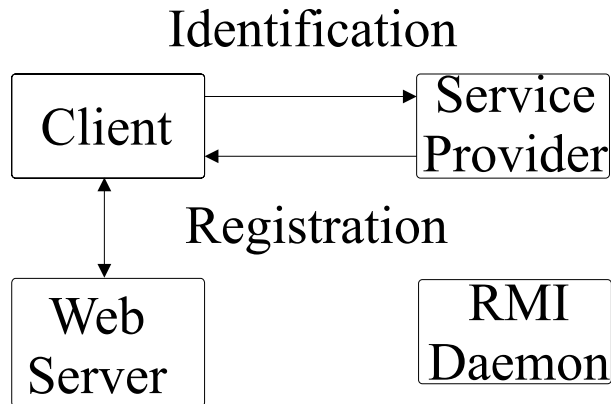 Identification
Client
Service
Provider
Registration
Web
Server
RMI
Daemon